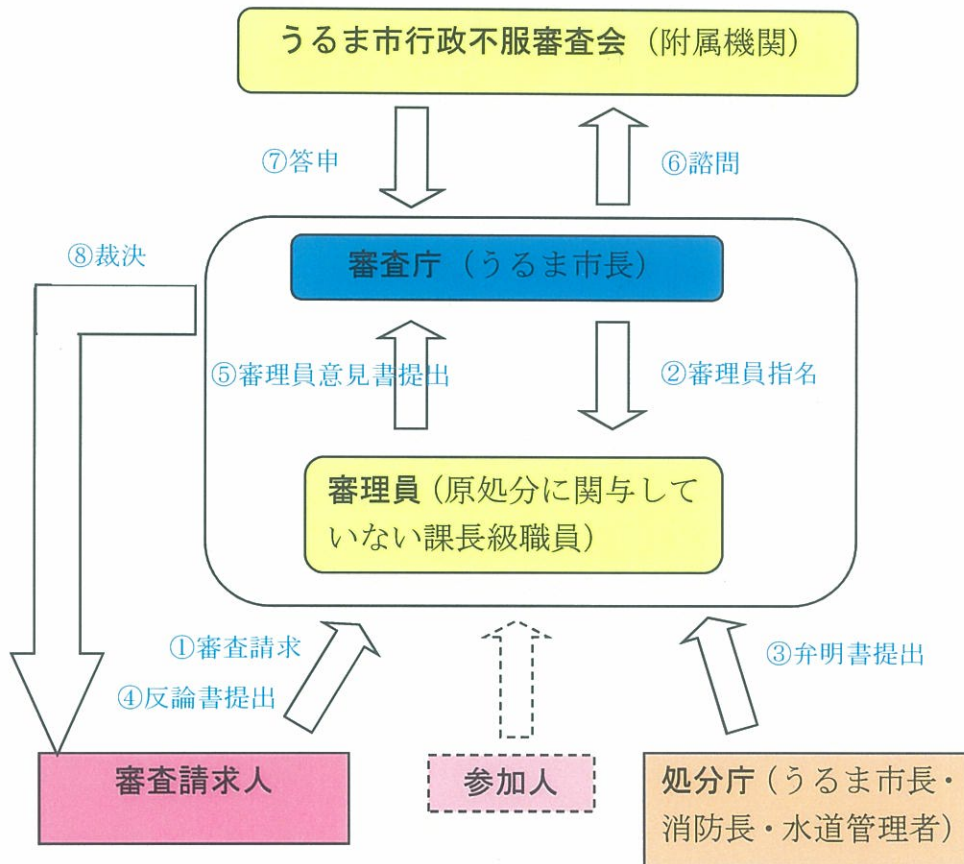 うるま市行政不服審査会（附属機関）
⑦答申
⑥諮問
⑧裁決
審査庁（うるま市長）
⑤審理員意見書提出
②審理員指名
審理員（原処分に関与して
いない課長級職員）
①審査請求
④反論書提出
③弁明書提出
審査請求人
参加人
処分庁（うるま市長・
消防長・水道管理者）